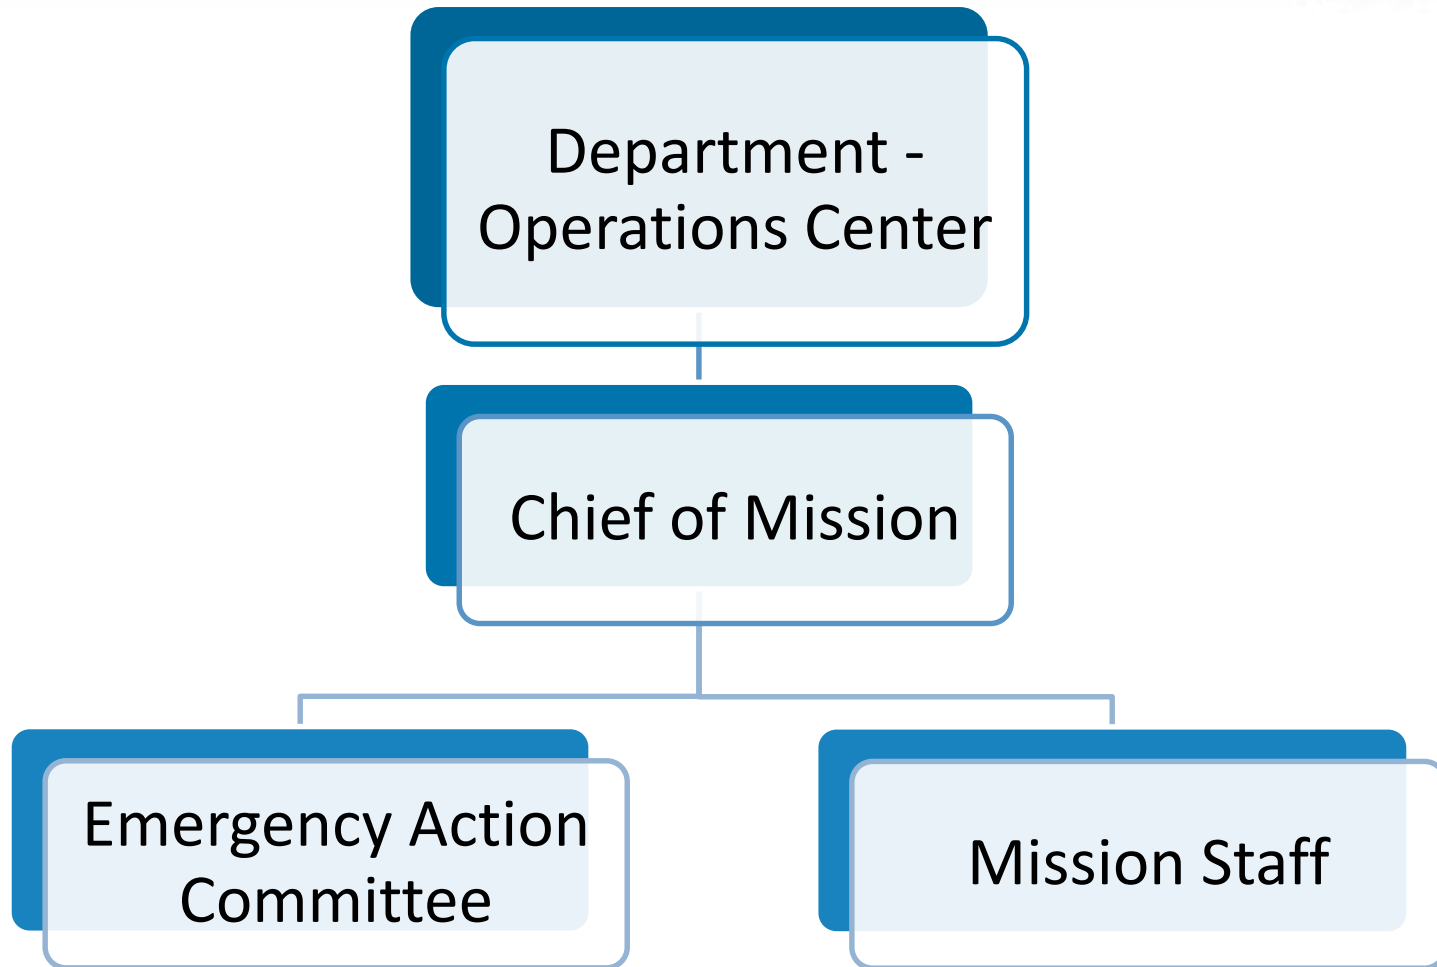 Department -
Operations Center
Chief of Mission
Emergency Action
Committee
Mission Staff